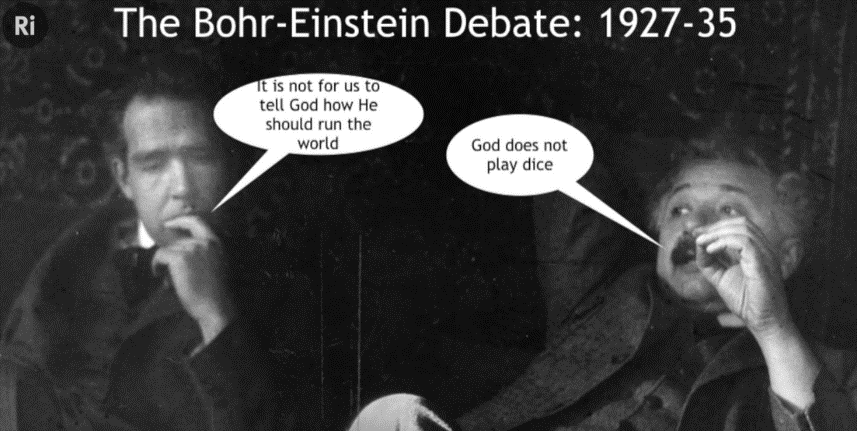 Ri
The Bohr-Einstein Debate: 1927-35
It is not for us to
tell God how He
should run the
world
God does not
play dice